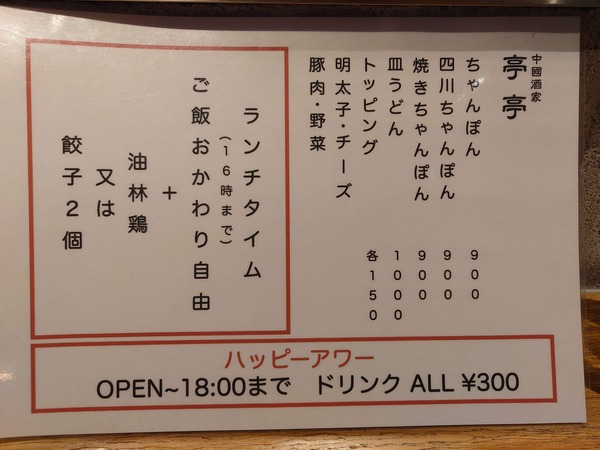 中國酒家
亭亭
ちゃんぽん 900
四川ちゃんぽん 900
焼きちゃんぽん 900
皿うどん 1000
トッピング 各150
明太子・チーズ
豚肉・野菜
ランチタイム
(16時まで)
ご飯おかわり自由
+
油林鶏
又は
餃子2個
ハッピーアワー
OPEN~18:00まで ドリンク ALL ¥300